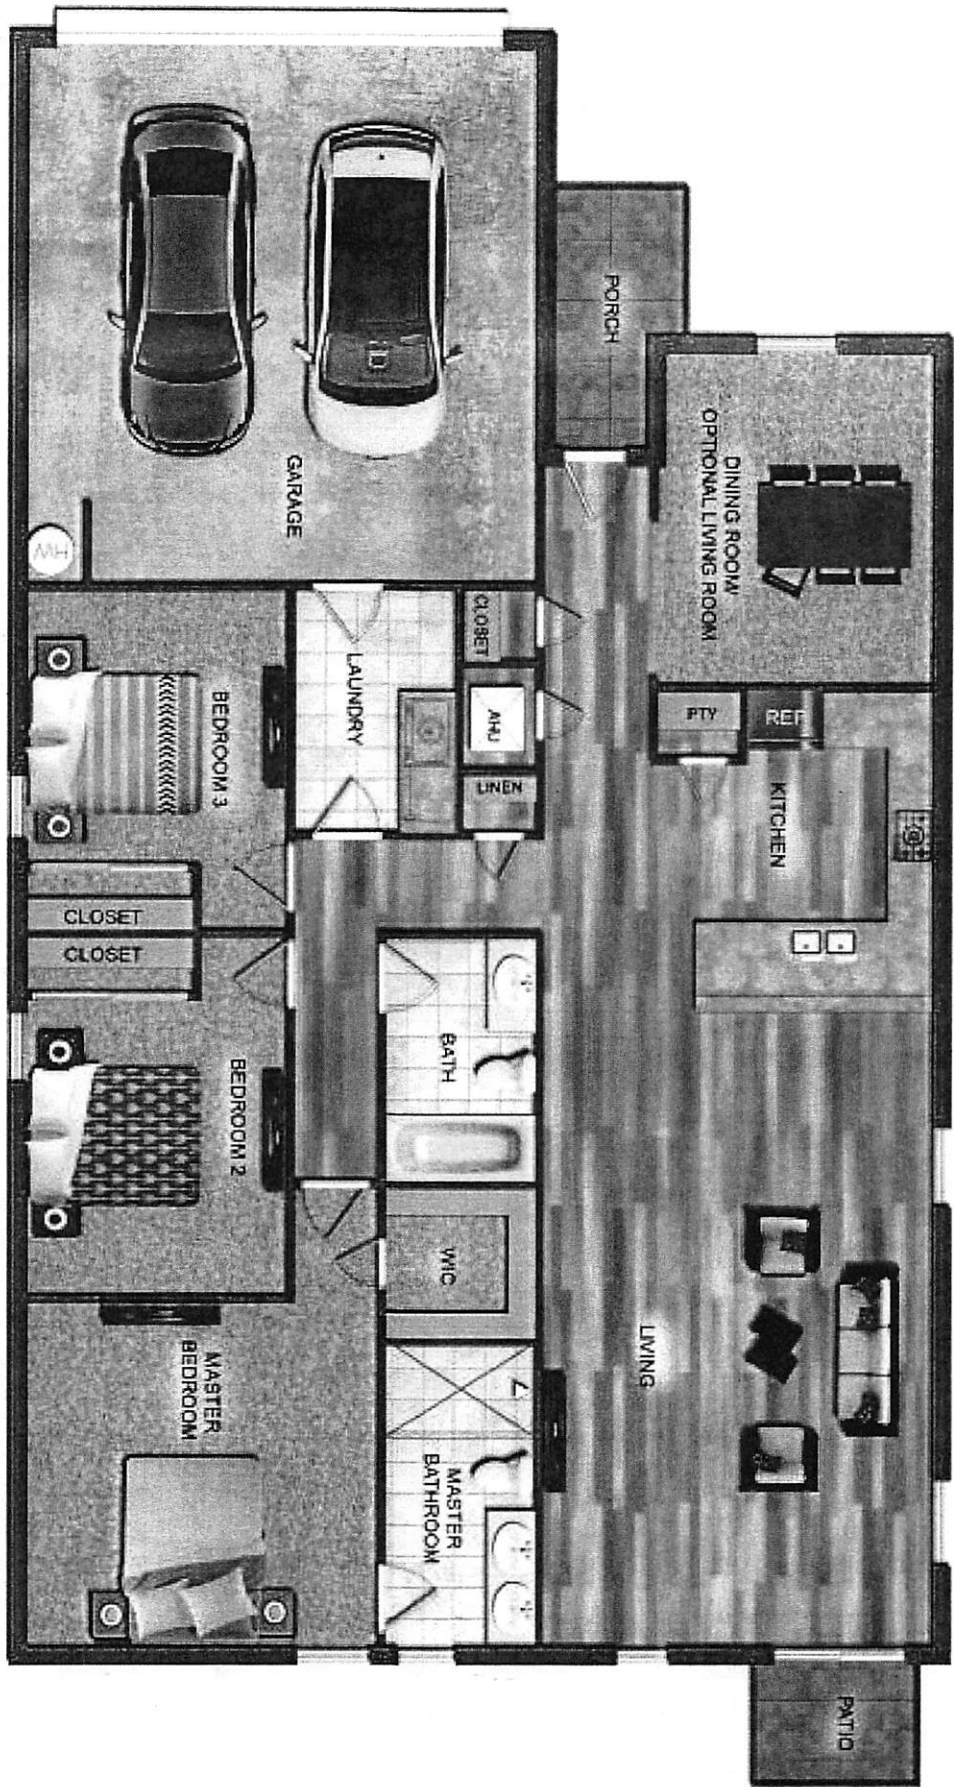 PORCH
GARAGE
HW
DINING ROOM
OPTIONAL LIVING ROOM
CLOSET
AHU
LINEN
LAUNDRY
PTY
REF
KITCHEN
BEDROOM 3
CLOSET
CLOSET
BEDROOM 2
BATH
WIC
LIVING
MASTER
BEDROOM
MASTER
BATHROOM
PATIO